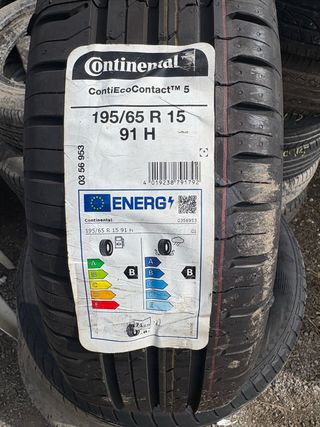 Continental
ContiEcoContact™ 5
195/65 R 15
91 H
03 56 953
4 019238 791792
ENERG
Continental
0356953
195/65 R 15 91 H
C1
A
B
C
D
E
B
A
B
C
D
E
B